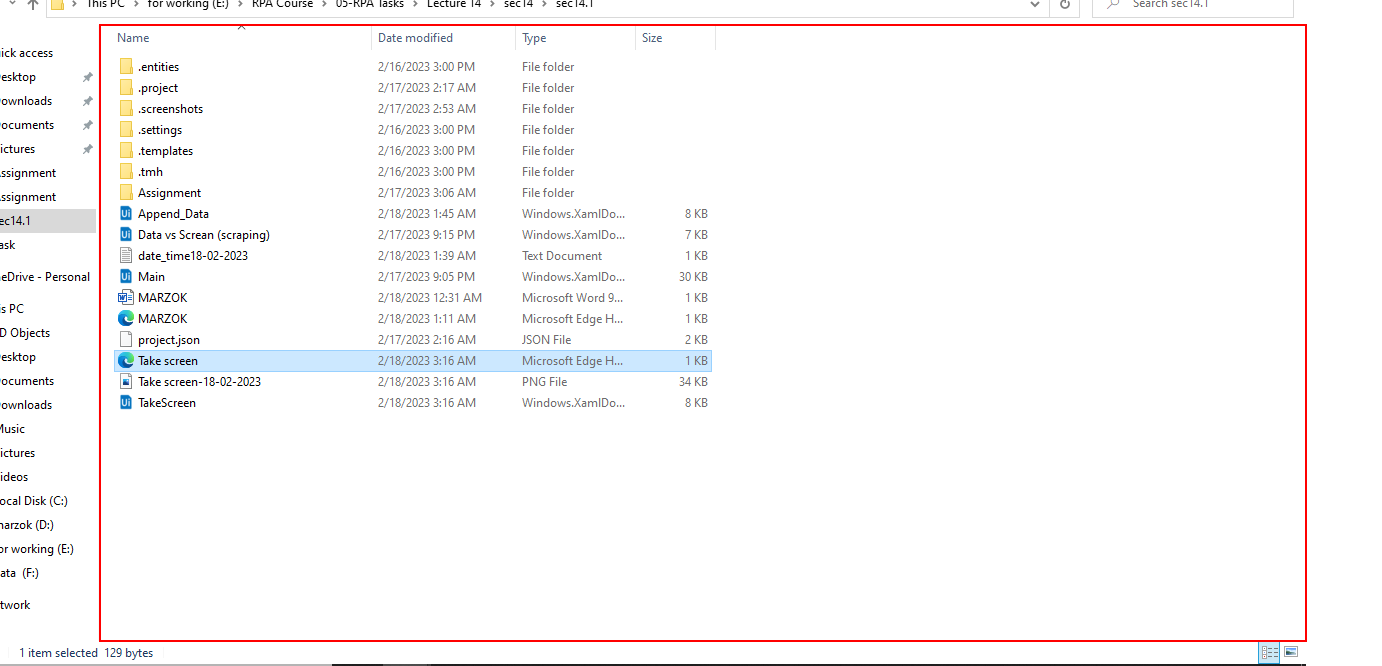 This PC > for working (E:) > RPA Course > 05-RPA Tasks > Lecture 14 > sec14 > sec14.1
Search sec14.1
Name Date modified Type Size
.entities 2/16/2023 3:00 PM File folder
.project 2/17/2023 2:17 AM File folder
.screenshots 2/17/2023 2:53 AM File folder
.settings 2/16/2023 3:00 PM File folder
.templates 2/16/2023 3:00 PM File folder
.tmh 2/16/2023 3:00 PM File folder
Assignment 2/17/2023 3:06 AM File folder
Append_Data 2/18/2023 1:45 AM Windows.XamlDo... 8 KB
Data vs Screan (scraping) 2/17/2023 9:15 PM Windows.XamlDo... 7 KB
date_time18-02-2023 2/18/2023 1:39 AM Text Document 1 KB
Main 2/17/2023 9:05 PM Windows.XamlDo... 30 KB
MARZOK 2/18/2023 12:31 AM Microsoft Word 9... 1 KB
MARZOK 2/18/2023 1:11 AM Microsoft Edge H... 1 KB
project.json 2/17/2023 2:16 AM JSON File 2 KB
Take screen 2/18/2023 3:16 AM Microsoft Edge H... 1 KB
Take screen-18-02-2023 2/18/2023 3:16 AM PNG File 34 KB
TakeScreen 2/18/2023 3:16 AM Windows.XamlDo... 8 KB
ick access
esktop
ownloads
ocuments
ictures
ssignment
ssignment
ec14.1
ask
eDrive - Personal
is PC
D Objects
esktop
ocuments
ownloads
Music
ictures
ideos
ocal Disk (C:)
narzok (D:)
or working (E:)
ata (F:)
twork
1 item selected 129 bytes